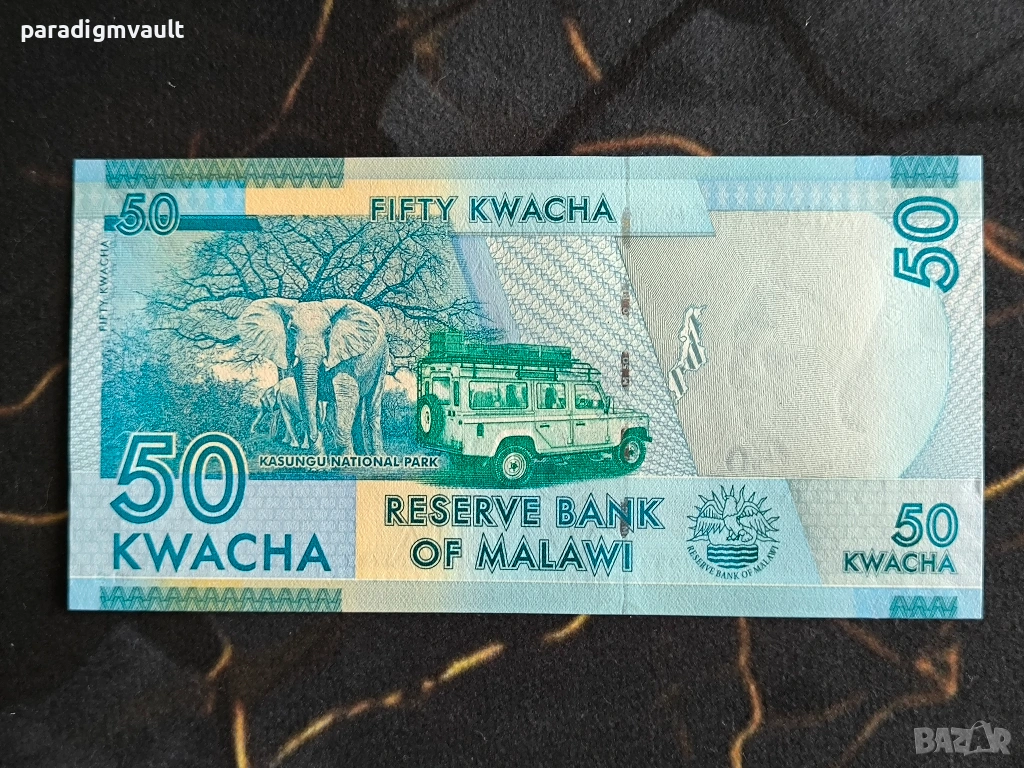 paradigmvault
50
FIFTY KWACHA
50
FIFTY KWACHA
KASUNGU NATIONAL PARK
50
KWACHA
RESERVE BANK
OF MALAWI
RESERVE BANK OF MALAWI
50
KWACHA
BAZAR